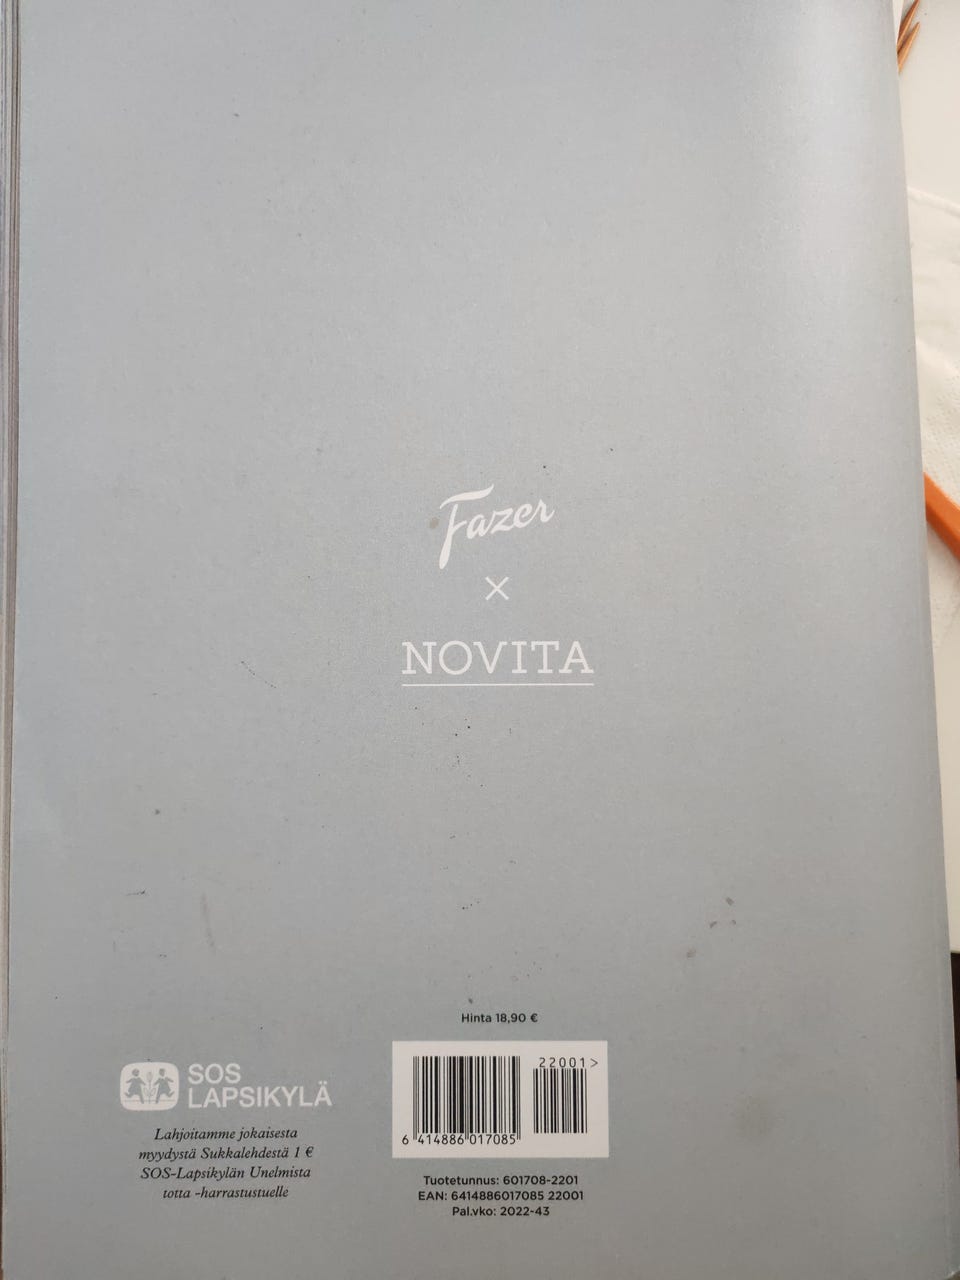 Fazer
×
NOVITA
Hinta 18,90 €
SOS
LAPSIKYLÄ
Lahjoitamme jokaisesta
myydystä Sukkalehdestä 1 €
SOS-Lapsikylän Unelmista
totta -harrastustuelle
22001>
6 414886 017085
Tuotetunnus: 601708-2201
EAN: 6414886017085 22001
Pal.vko: 2022-43